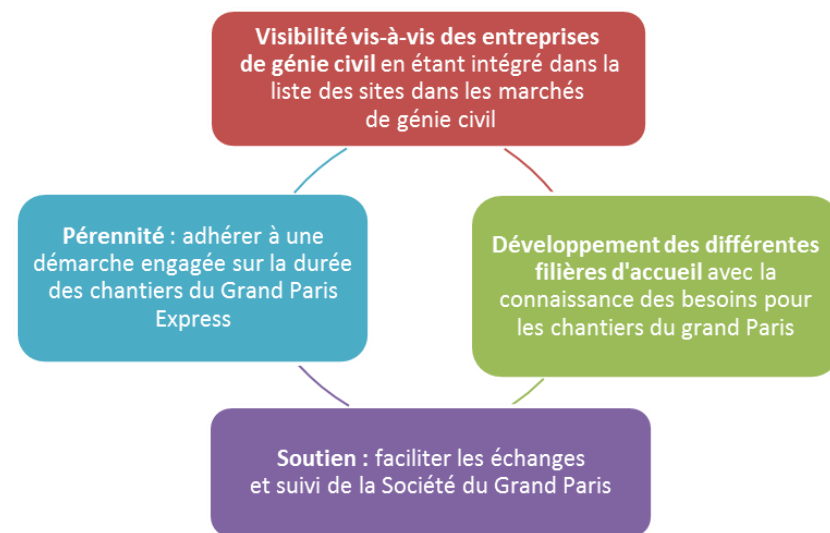 Visibilité vis-à-vis des entreprises
de génie civil en étant intégré dans la
liste des sites dans les marchés
de génie civil
Développement des différentes
filières d'accueil avec la
connaissance des besoins pour
les chantiers du grand Paris
Soutien : faciliter les échanges
et suivi de la Société du Grand Paris
Pérennité : adhérer à une
démarche engagée sur la durée
des chantiers du Grand Paris
Express